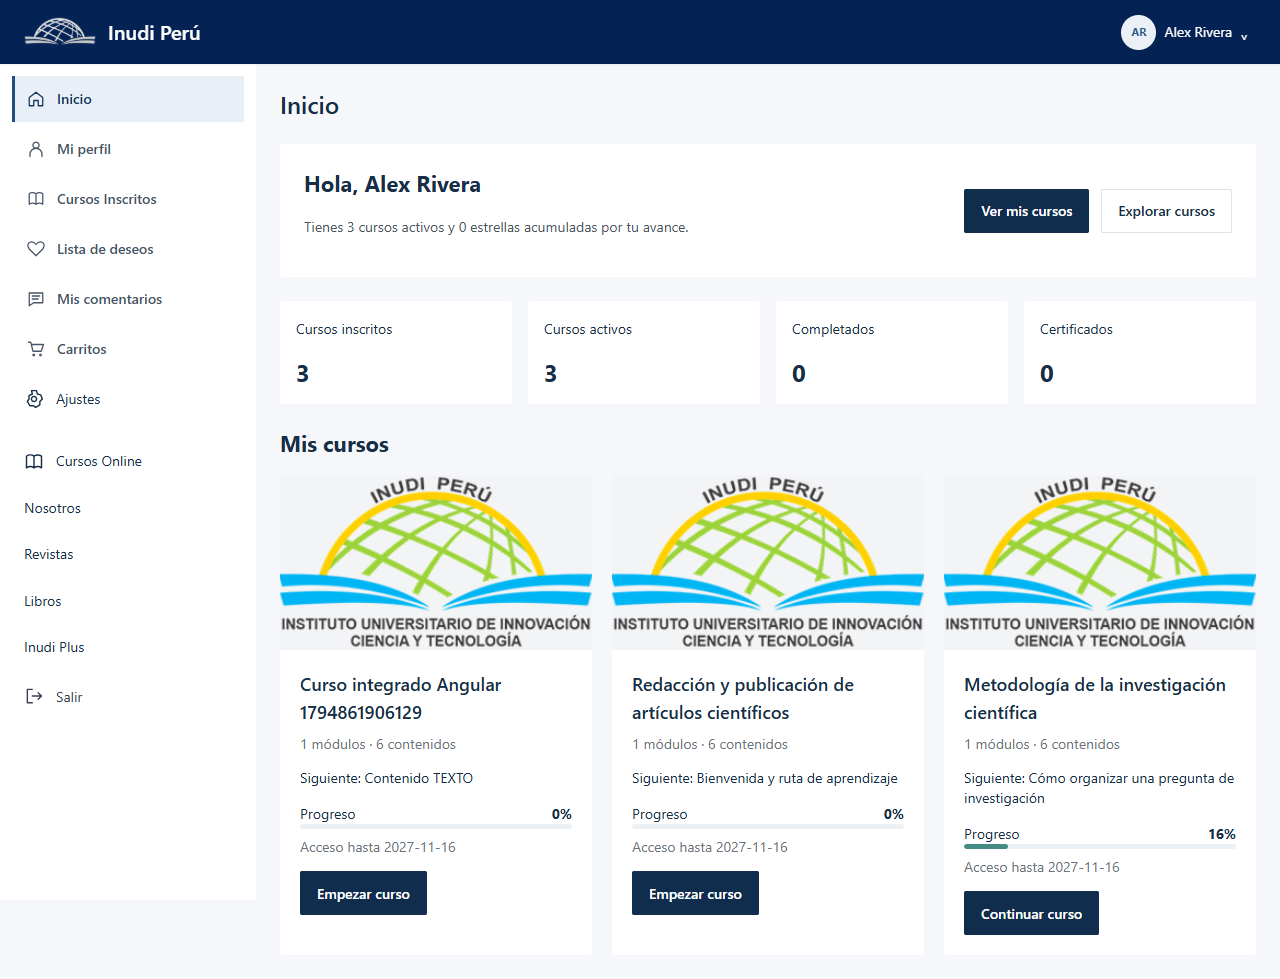 Inudi Perú
AR
Alex Rivera
Inicio
Mi perfil
Cursos Inscritos
Lista de deseos
Mis comentarios
Carritos
Ajustes
Cursos Online
Nosotros
Revistas
Libros
Inudi Plus
Salir
Inicio
Hola, Alex Rivera
Tienes 3 cursos activos y 0 estrellas acumuladas por tu avance.
Ver mis cursos
Explorar cursos
Cursos inscritos
3
Cursos activos
3
Completados
0
Certificados
0
Mis cursos
INUDI PERÚ
INSTITUTO UNIVERSITARIO DE INNOVACIÓN
CIENCIA Y TECNOLOGÍA
Curso integrado Angular
1794861906129
1 módulos · 6 contenidos
Siguiente: Contenido TEXTO
Progreso 0%
Acceso hasta 2027-11-16
Empezar curso
INUDI PERÚ
INSTITUTO UNIVERSITARIO DE INNOVACIÓN
CIENCIA Y TECNOLOGÍA
Redacción y publicación de
artículos científicos
1 módulos · 6 contenidos
Siguiente: Bienvenida y ruta de aprendizaje
Progreso 0%
Acceso hasta 2027-11-16
Empezar curso
INUDI PERÚ
INSTITUTO UNIVERSITARIO DE INNOVACIÓN
CIENCIA Y TECNOLOGÍA
Metodología de la investigación
científica
1 módulos · 6 contenidos
Siguiente: Cómo organizar una pregunta de
investigación
Progreso 16%
Acceso hasta 2027-11-16
Continuar curso